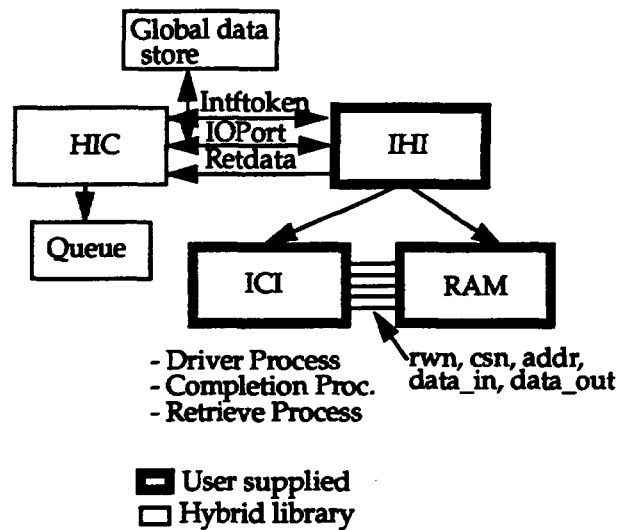 Global data
store
Intftoken
HIC
IOPort
IHI
Retdata
Queue
ICI
RAM
- Driver Process
- Completion Proc.
- Retrieve Process
rwn, csn, addr,
data_in, data_out
User supplied
Hybrid library